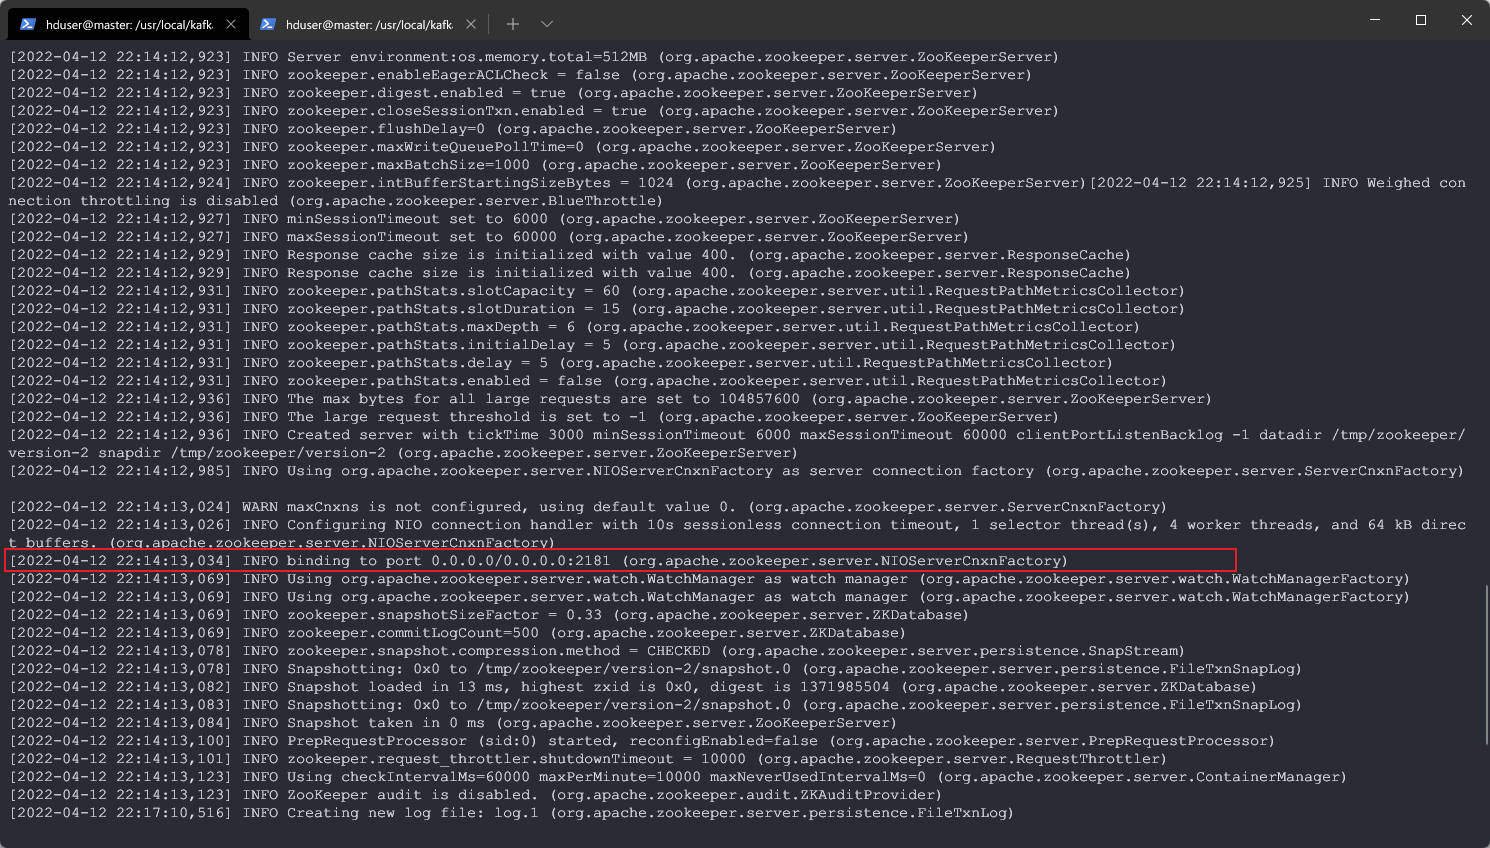 hduser@master: /usr/local/kafk
hduser@master: /usr/local/kafk
[2022-04-12 22:14:12,923] INFO Server environment:os.memory.total=512MB (org.apache.zookeeper.server.ZooKeeperServer)
[2022-04-12 22:14:12,923] INFO zookeeper.enableEagerACLCheck = false (org.apache.zookeeper.server.ZooKeeperServer)
[2022-04-12 22:14:12,923] INFO zookeeper.digest.enabled = true (org.apache.zookeeper.server.ZooKeeperServer)
[2022-04-12 22:14:12,923] INFO zookeeper.closeSessionTxn.enabled = true (org.apache.zookeeper.server.ZooKeeperServer)
[2022-04-12 22:14:12,923] INFO zookeeper.flushDelay=0 (org.apache.zookeeper.server.ZooKeeperServer)
[2022-04-12 22:14:12,923] INFO zookeeper.maxWriteQueuePollTime=0 (org.apache.zookeeper.server.ZooKeeperServer)
[2022-04-12 22:14:12,923] INFO zookeeper.maxBatchSize=1000 (org.apache.zookeeper.server.ZooKeeperServer)
[2022-04-12 22:14:12,924] INFO zookeeper.intBufferStartingSizeBytes = 1024 (org.apache.zookeeper.server.ZooKeeperServer)[2022-04-12 22:14:12,925] INFO Weighed con
nection throttling is disabled (org.apache.zookeeper.server.BlueThrottle)
[2022-04-12 22:14:12,927] INFO minSessionTimeout set to 6000 (org.apache.zookeeper.server.ZooKeeperServer)
[2022-04-12 22:14:12,927] INFO maxSessionTimeout set to 60000 (org.apache.zookeeper.server.ZooKeeperServer)
[2022-04-12 22:14:12,929] INFO Response cache size is initialized with value 400. (org.apache.zookeeper.server.ResponseCache)
[2022-04-12 22:14:12,929] INFO Response cache size is initialized with value 400. (org.apache.zookeeper.server.ResponseCache)
[2022-04-12 22:14:12,931] INFO zookeeper.pathStats.slotCapacity = 60 (org.apache.zookeeper.server.util.RequestPathMetricsCollector)
[2022-04-12 22:14:12,931] INFO zookeeper.pathStats.slotDuration = 15 (org.apache.zookeeper.server.util.RequestPathMetricsCollector)
[2022-04-12 22:14:12,931] INFO zookeeper.pathStats.maxDepth = 6 (org.apache.zookeeper.server.util.RequestPathMetricsCollector)
[2022-04-12 22:14:12,931] INFO zookeeper.pathStats.initialDelay = 5 (org.apache.zookeeper.server.util.RequestPathMetricsCollector)
[2022-04-12 22:14:12,931] INFO zookeeper.pathStats.delay = 5 (org.apache.zookeeper.server.util.RequestPathMetricsCollector)
[2022-04-12 22:14:12,931] INFO zookeeper.pathStats.enabled = false (org.apache.zookeeper.server.util.RequestPathMetricsCollector)
[2022-04-12 22:14:12,936] INFO The max bytes for all large requests are set to 104857600 (org.apache.zookeeper.server.ZooKeeperServer)
[2022-04-12 22:14:12,936] INFO The large request threshold is set to -1 (org.apache.zookeeper.server.ZooKeeperServer)
[2022-04-12 22:14:12,936] INFO Created server with tickTime 3000 minSessionTimeout 6000 maxSessionTimeout 60000 clientPortListenBacklog -1 datadir /tmp/zookeeper/
version-2 snapdir /tmp/zookeeper/version-2 (org.apache.zookeeper.server.ZooKeeperServer)
[2022-04-12 22:14:12,985] INFO Using org.apache.zookeeper.server.NIOServerCnxnFactory as server connection factory (org.apache.zookeeper.server.ServerCnxnFactory)
[2022-04-12 22:14:13,024] WARN maxCnxns is not configured, using default value 0. (org.apache.zookeeper.server.ServerCnxnFactory)
[2022-04-12 22:14:13,026] INFO Configuring NIO connection handler with 10s sessionless connection timeout, 1 selector thread(s), 4 worker threads, and 64 kB direc
t buffers. (org.apache.zookeeper.server.NIOServerCnxnFactory)
[2022-04-12 22:14:13,034] INFO binding to port 0.0.0.0/0.0.0.0:2181 (org.apache.zookeeper.server.NIOServerCnxnFactory)
[2022-04-12 22:14:13,069] INFO Using org.apache.zookeeper.server.watch.WatchManager as watch manager (org.apache.zookeeper.server.watch.WatchManagerFactory)
[2022-04-12 22:14:13,069] INFO Using org.apache.zookeeper.server.watch.WatchManager as watch manager (org.apache.zookeeper.server.watch.WatchManagerFactory)
[2022-04-12 22:14:13,069] INFO zookeeper.snapshotSizeFactor = 0.33 (org.apache.zookeeper.server.ZKDatabase)
[2022-04-12 22:14:13,069] INFO zookeeper.commitLogCount=500 (org.apache.zookeeper.server.ZKDatabase)
[2022-04-12 22:14:13,078] INFO zookeeper.snapshot.compression.method = CHECKED (org.apache.zookeeper.server.persistence.SnapStream)
[2022-04-12 22:14:13,078] INFO Snapshotting: 0x0 to /tmp/zookeeper/version-2/snapshot.0 (org.apache.zookeeper.server.persistence.FileTxnSnapLog)
[2022-04-12 22:14:13,082] INFO Snapshot loaded in 13 ms, highest zxid is 0x0, digest is 1371985504 (org.apache.zookeeper.server.ZKDatabase)
[2022-04-12 22:14:13,083] INFO Snapshotting: 0x0 to /tmp/zookeeper/version-2/snapshot.0 (org.apache.zookeeper.server.persistence.FileTxnSnapLog)
[2022-04-12 22:14:13,084] INFO Snapshot taken in 0 ms (org.apache.zookeeper.server.ZooKeeperServer)
[2022-04-12 22:14:13,100] INFO PrepRequestProcessor (sid:0) started, reconfigEnabled=false (org.apache.zookeeper.server.PrepRequestProcessor)
[2022-04-12 22:14:13,101] INFO zookeeper.request_throttler.shutdownTimeout = 10000 (org.apache.zookeeper.server.RequestThrottler)
[2022-04-12 22:14:13,123] INFO Using checkIntervalMs=60000 maxPerMinute=10000 maxNeverUsedIntervalMs=0 (org.apache.zookeeper.server.ContainerManager)
[2022-04-12 22:14:13,123] INFO ZooKeeper audit is disabled. (org.apache.zookeeper.audit.ZKAuditProvider)
[2022-04-12 22:17:10,516] INFO Creating new log file: log.1 (org.apache.zookeeper.server.persistence.FileTxnLog)